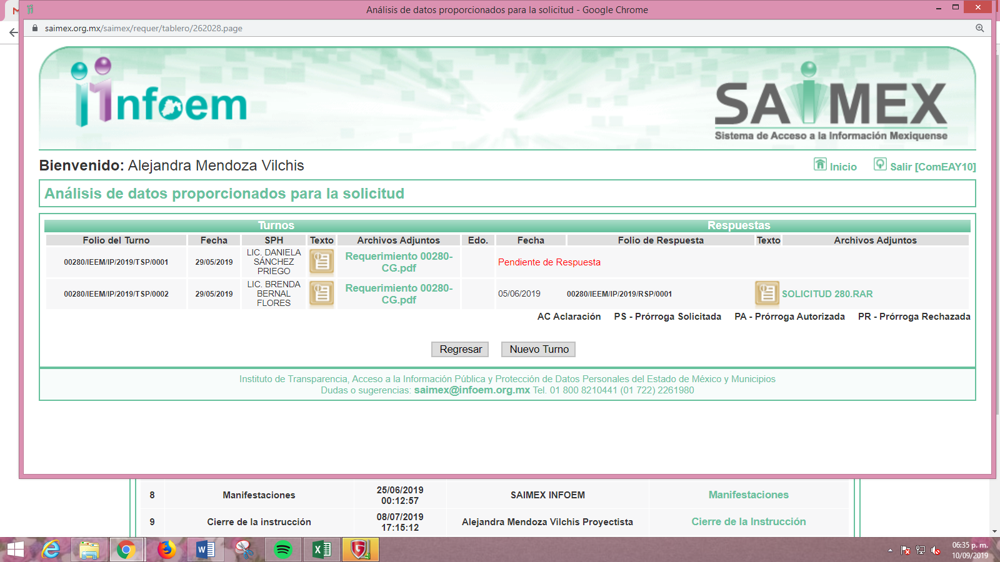 Análisis de datos proporcionados para la solicitud - Google Chrome
saimex.org.mx/saimex/requer/tablero/262028.page
infoem
SAIMEX
Sistema de Acceso a la Información Mexiquense
Bienvenido: Alejandra Mendoza Vilchis
Inicio Salir [ComEAY10]
Análisis de datos proporcionados para la solicitud
Turnos Respuestas
Folio del Turno Fecha SPH Texto Archivos Adjuntos Edo. Fecha Folio de Respuesta Texto Archivos Adjuntos
00280/IEEM/IP/2019/TSP/0001 29/05/2019 LIC. DANIELA SÁNCHEZ PRIEGO Requerimiento 00280-CG.pdf Pendiente de Respuesta
00280/IEEM/IP/2019/TSP/0002 29/05/2019 LIC. BRENDA BERNAL FLORES Requerimiento 00280-CG.pdf 05/06/2019 00280/IEEM/IP/2019/RSP/0001 SOLICITUD 280.RAR
AC Aclaración PS - Prórroga Solicitada PA - Prórroga Autorizada PR - Prórroga Rechazada
Regresar Nuevo Turno
Instituto de Transparencia, Acceso a la Información Pública y Protección de Datos Personales del Estado de México y Municipios
Dudas o sugerencias: saimex@infoem.org.mx Tel. 01 800 8210441 (01 722) 2261980
8 Manifestaciones 25/06/2019 00:12:57 SAIMEX INFOEM Manifestaciones
9 Cierre de la instrucción 08/07/2019 17:15:12 Alejandra Mendoza Vilchis Proyectista Cierre de la Instrucción
06:35 p. m.
10/09/2019